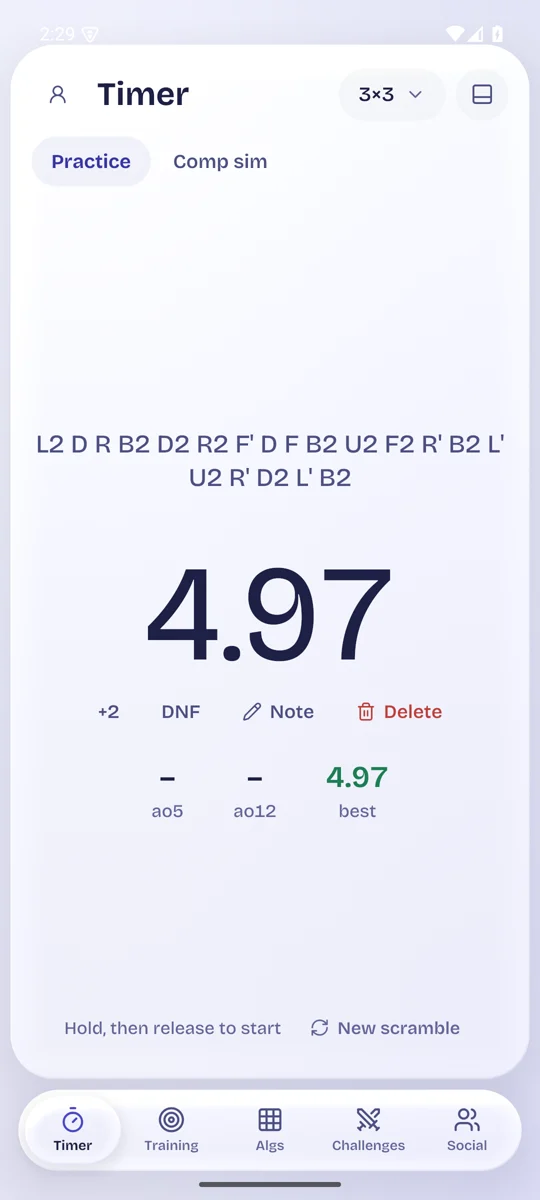 2:29
Timer
3×3
Practice
Comp sim
L2 D R B2 D2 R2 F' D F B2 U2 F2 R' B2 L'
U2 R' D2 L' B2
4.97
+2 DNF Note Delete
– – 4.97
ao5 ao12 best
Hold, then release to start New scramble
Timer Training Algs Challenges Social